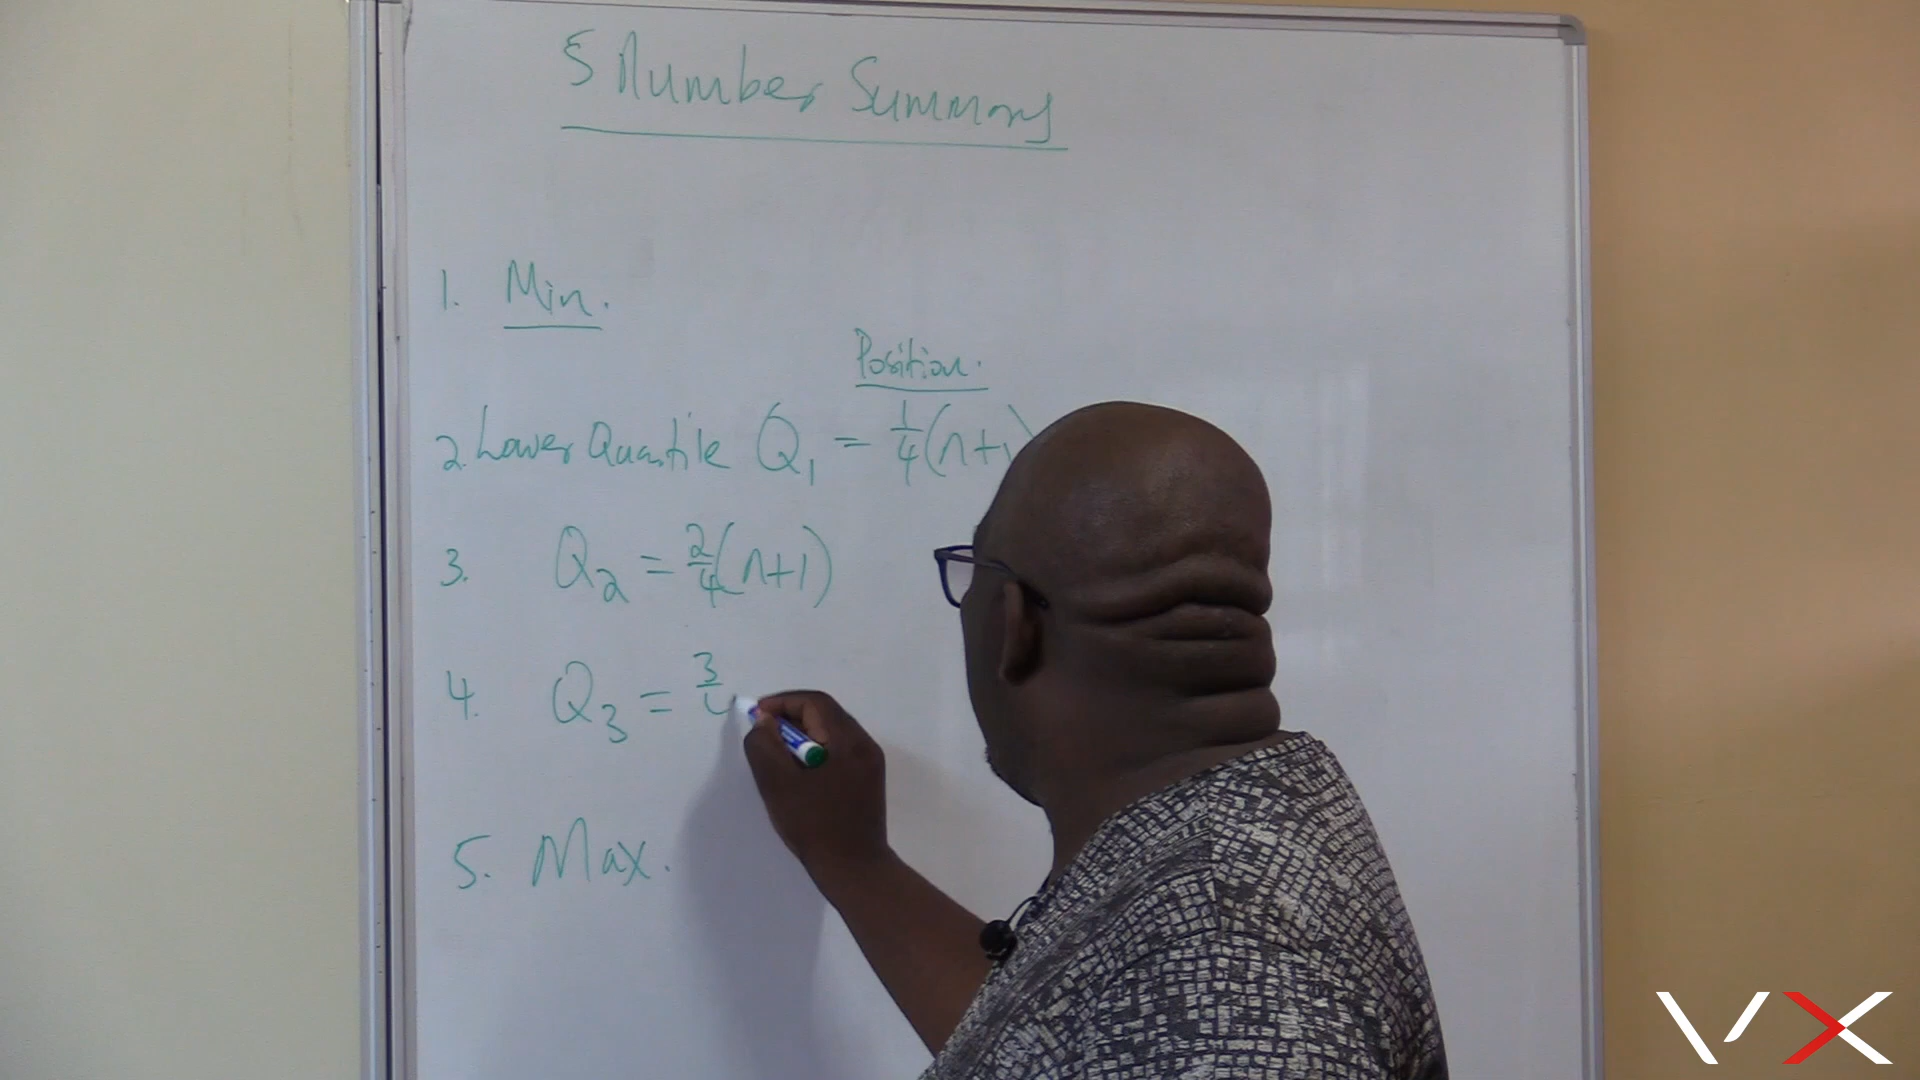 5 Number Summary
1. Min.
Position.
2. Lower Quartile Q₁ = 1/4(n+1)
3. Q₂ = 2/4(n+1)
4. Q₃ = 3/
5. Max.
VX